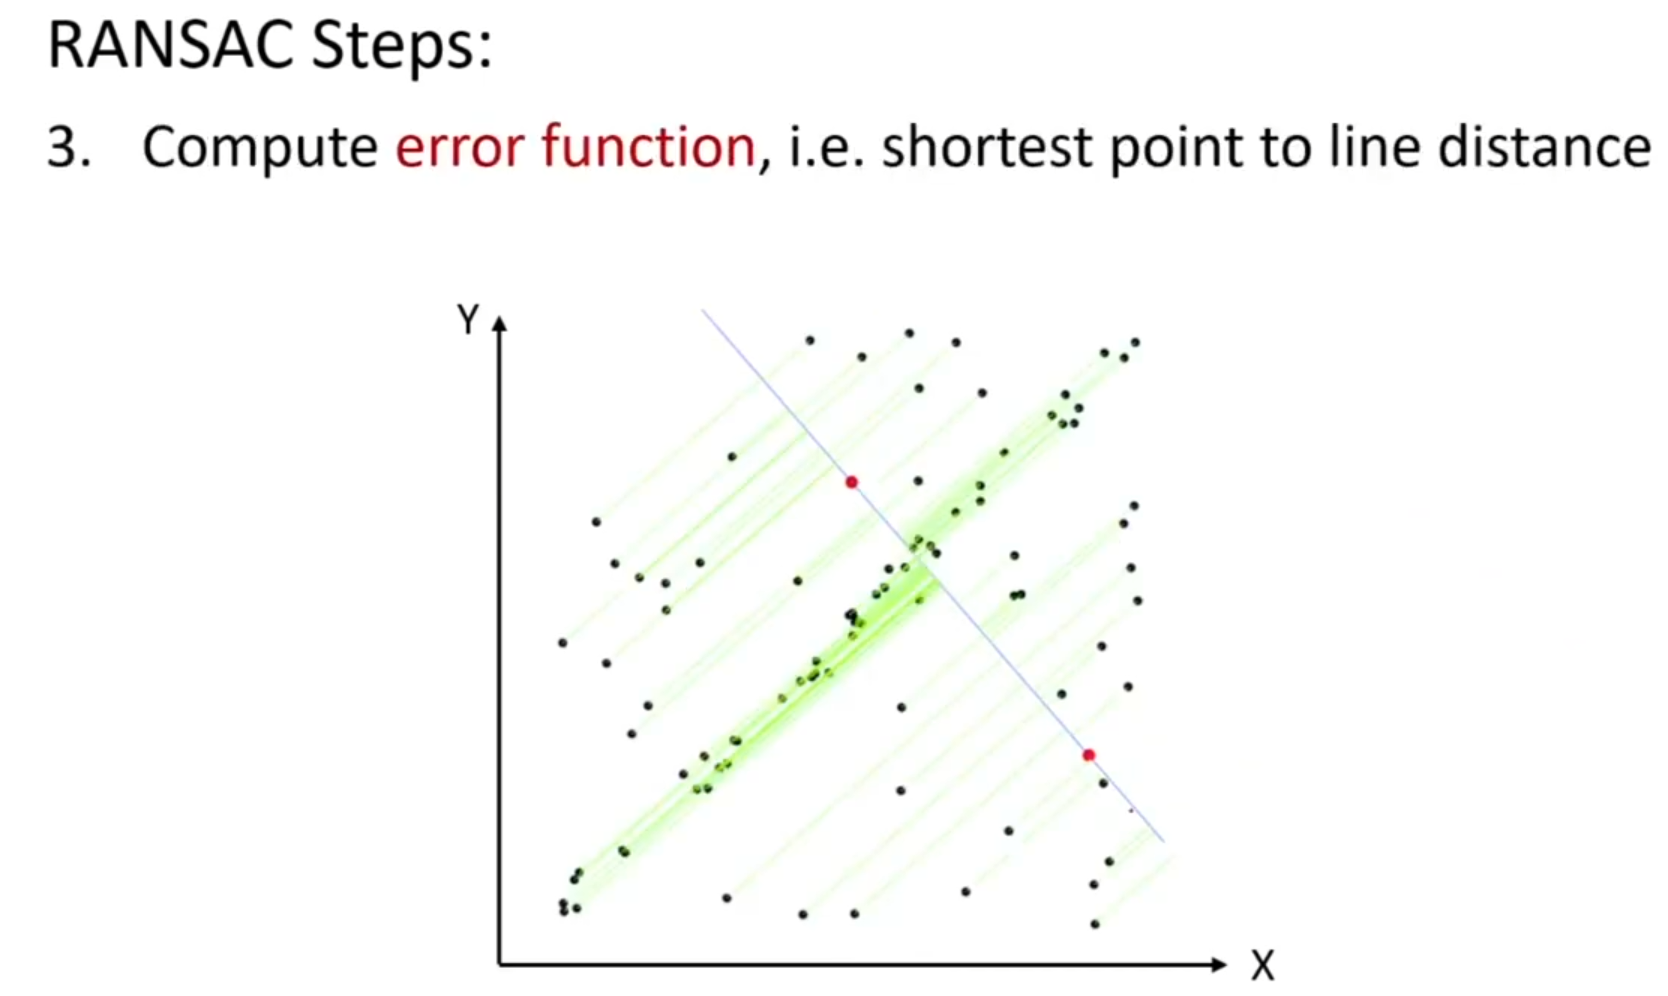 RANSAC Steps:
3. Compute error function, i.e. shortest point to line distance
Y
X